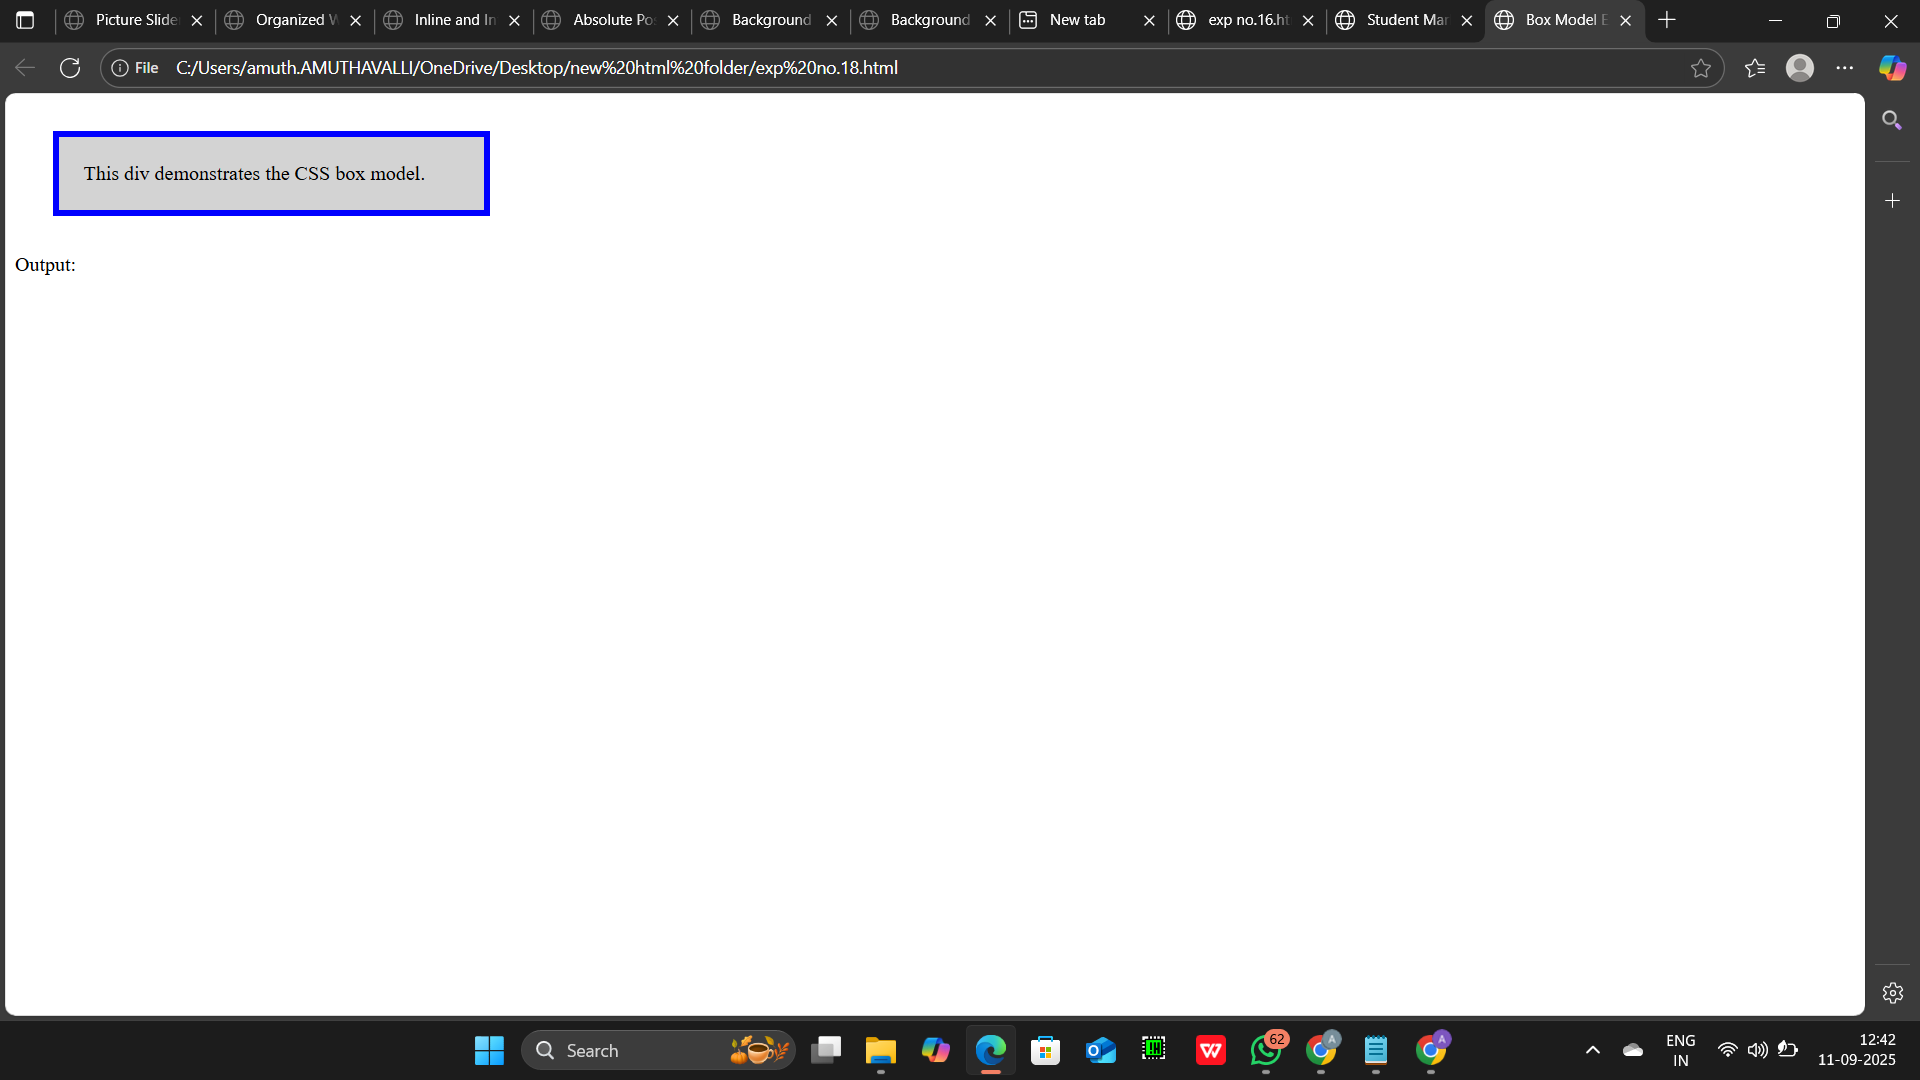 Picture Slide
Organized W
Inline and In
Absolute Po
Background
Background
New tab
exp no.16.ht
Student Mar
Box Model E
File
C:/Users/amuth.AMUTHAVALLI/OneDrive/Desktop/new%20html%20folder/exp%20no.18.html
This div demonstrates the CSS box model.
Output:
Search
62
A
A
ENG
IN
12:42
11-09-2025